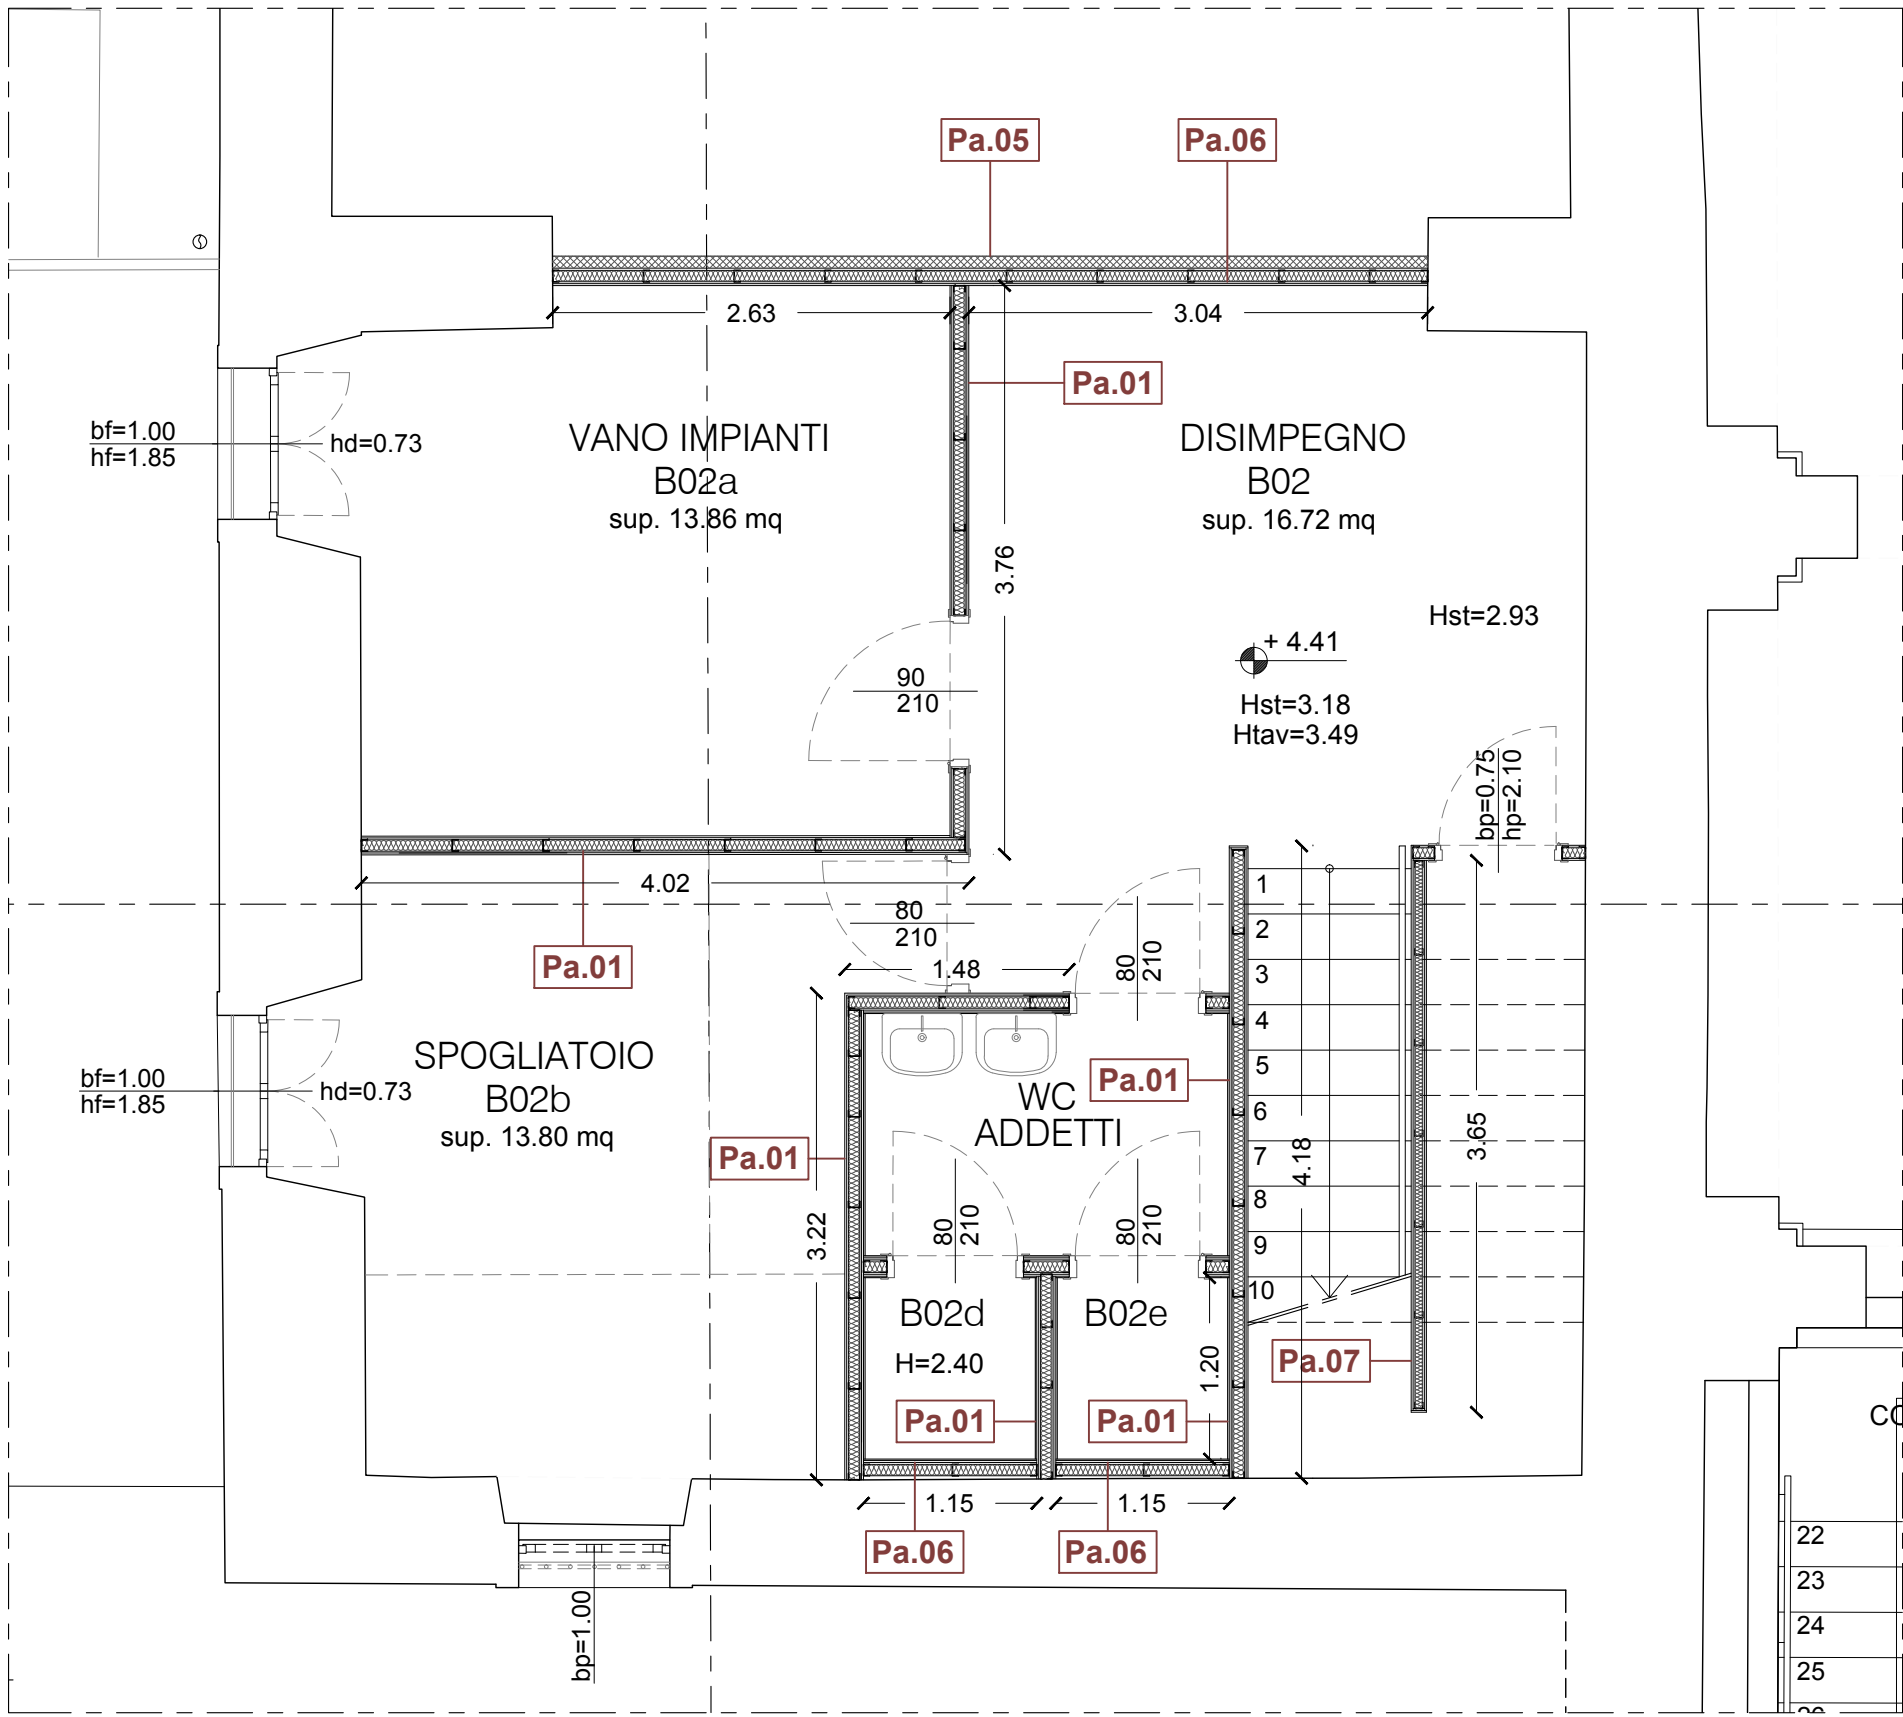 Pa.05
Pa.06
2.63
3.04
Pa.01
bf=1.00
hf=1.85
hd=0.73
VANO IMPIANTI
B02a
sup. 13.86 mq
DISIMPEGNO
B02
sup. 16.72 mq
3.76
Hst=2.93
+ 4.41
Hst=3.18
Htav=3.49
90
210
bp=0.75
hp=2.10
4.02
80
210
Pa.01
1.48
80
210
1
2
3
4
5
6
7
8
9
10
bf=1.00
hf=1.85
hd=0.73
SPOGLIATOIO
B02b
sup. 13.80 mq
WC
ADDETTI
Pa.01
Pa.01
3.22
80
210
80
210
4.18
3.65
B02d
H=2.40
B02e
1.20
Pa.07
Pa.01
Pa.01
1.15
1.15
Pa.06
Pa.06
bp=1.00
22
23
24
25